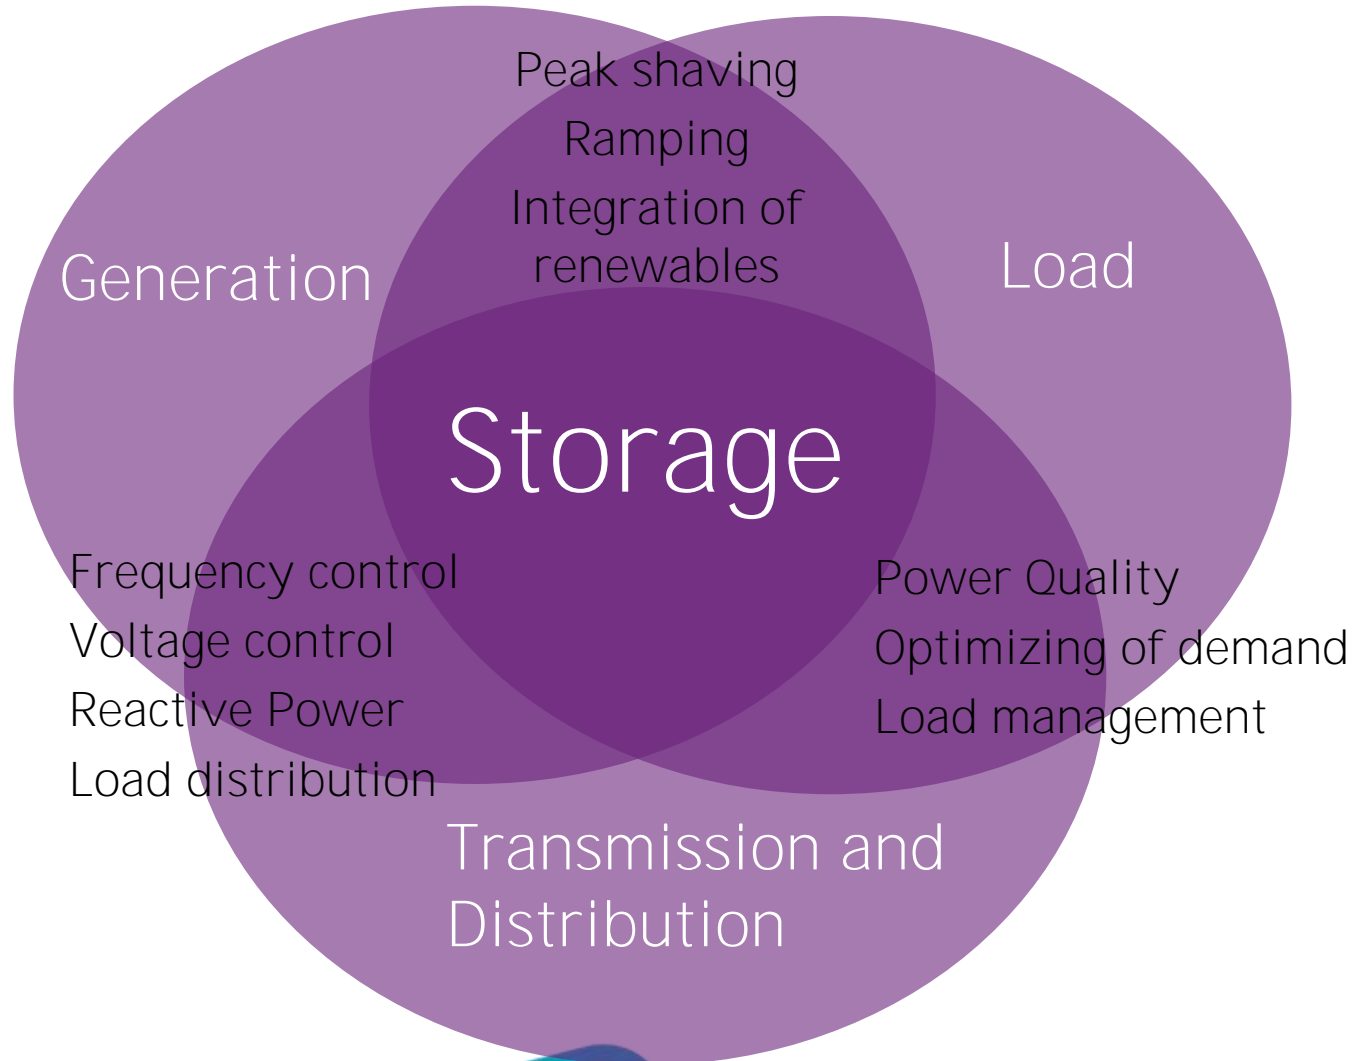 Peak shaving
Ramping
Integration of
renewables
Generation
Load
Storage
Frequency control
Voltage control
Reactive Power
Load distribution
Power Quality
Optimizing of demand
Load management
Transmission and
Distribution